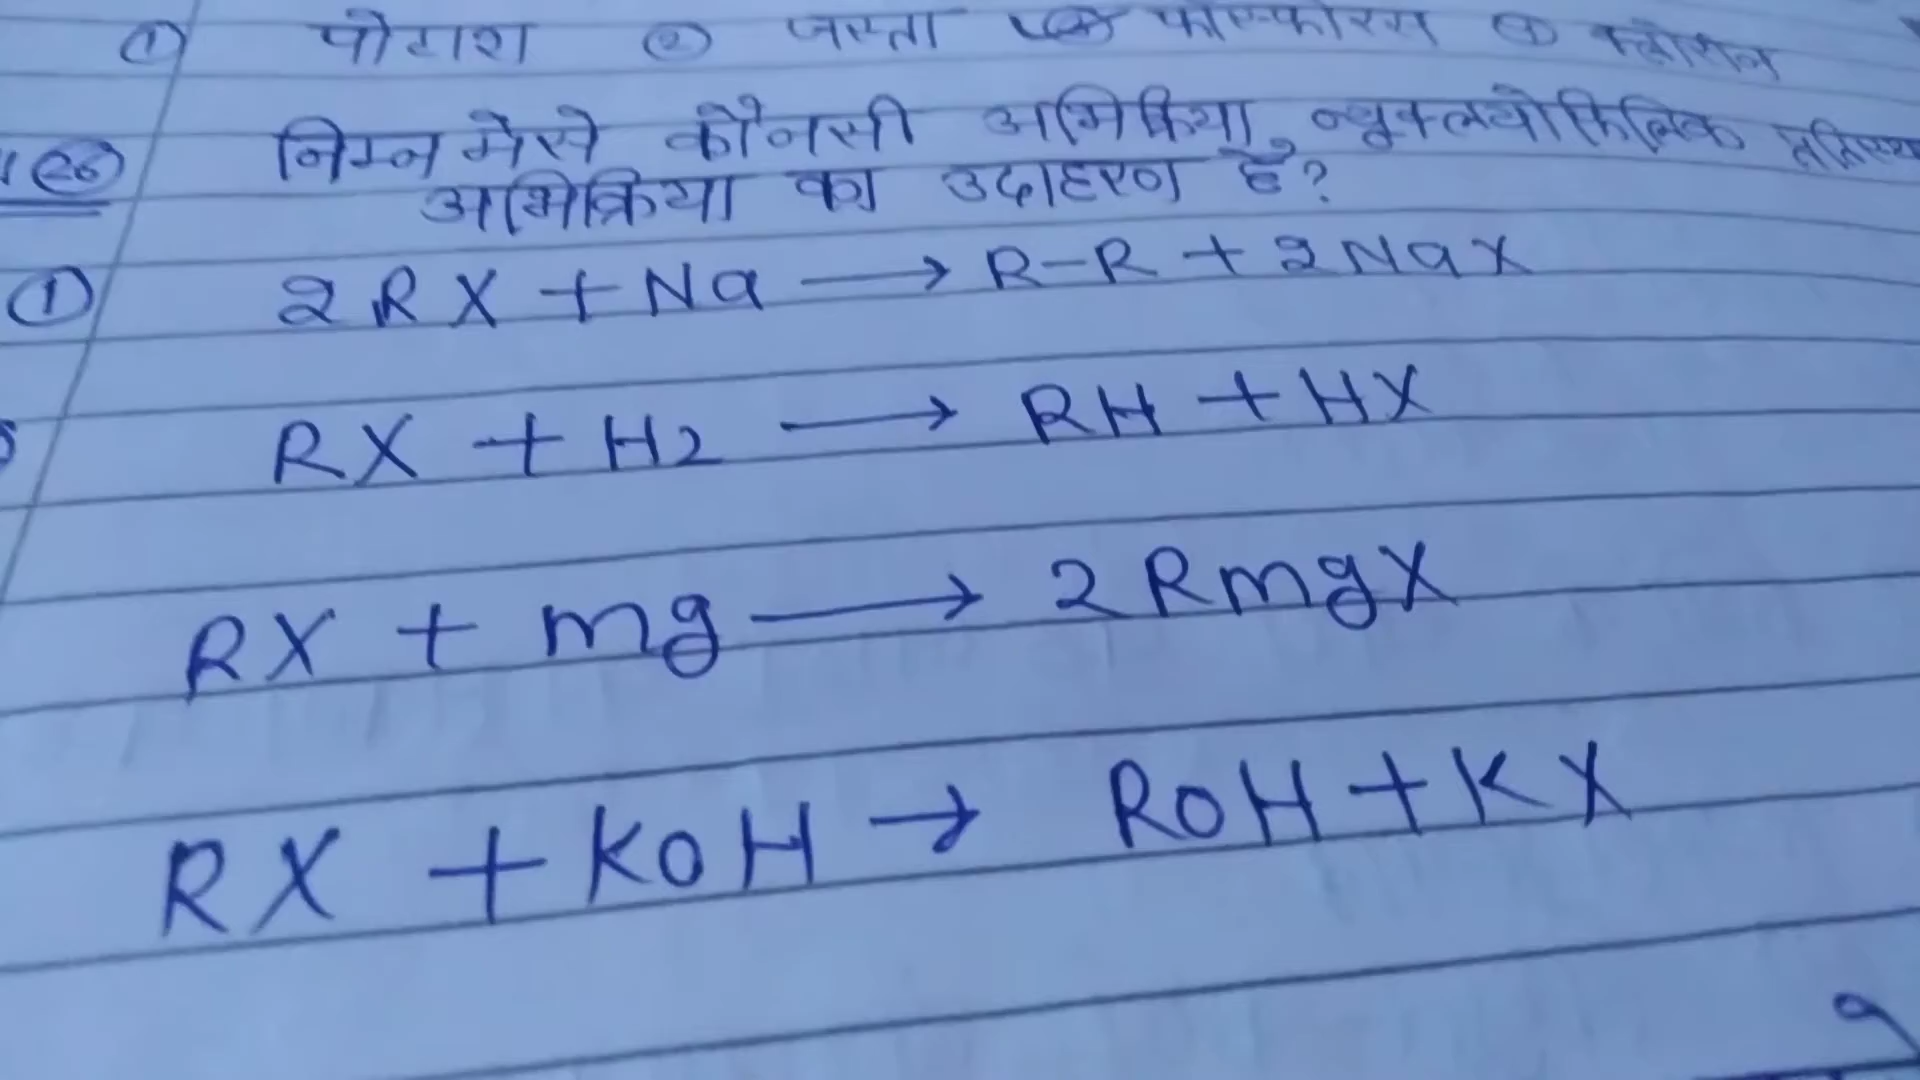 ① पोटाश ② जस्ता ③ फास्फोरस ④ क्लोरीन
निम्न मेसे कौनसी अभिक्रिया न्यूक्लयोफिलिक
अभिक्रिया का उदाहरण है?
① 2RX + Na → R-R + 2NaX
RX + H2 → RH + HX
RX + mg → 2RmgX
RX + KOH → ROH + KX